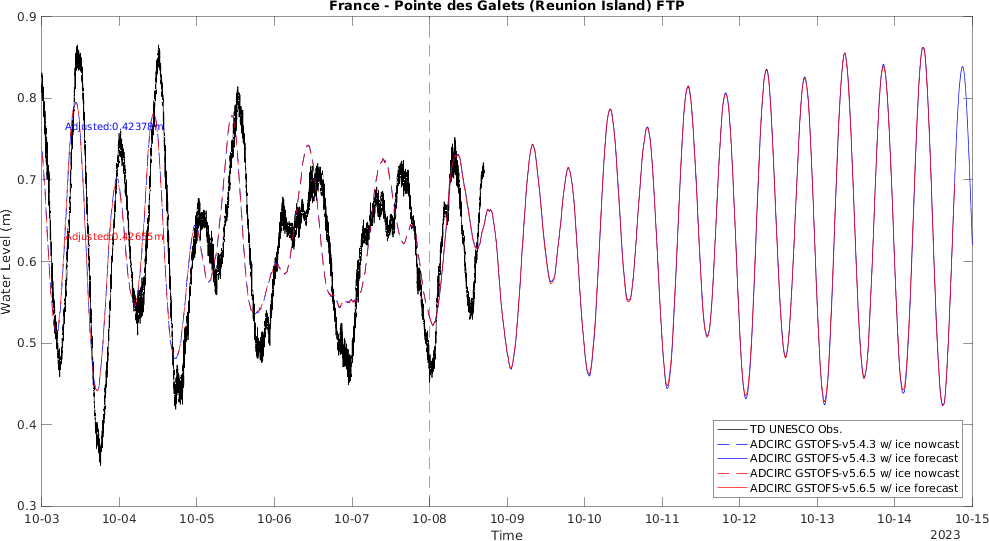 France - Pointe des Galets (Reunion Island) FTP
0.9
0.8
0.7
0.6
0.5
0.4
0.3
Water Level (m)
Adjusted:0.42378m
Adjusted:0.42655m
TD UNESCO Obs.
ADCIRC GSTOFS-v5.4.3 w/ ice nowcast
ADCIRC GSTOFS-v5.4.3 w/ ice forecast
ADCIRC GSTOFS-v5.6.5 w/ ice nowcast
ADCIRC GSTOFS-v5.6.5 w/ ice forecast
10-03 10-04 10-05 10-06 10-07 10-08 10-09 10-10 10-11 10-12 10-13 10-14 10-15
Time
2023